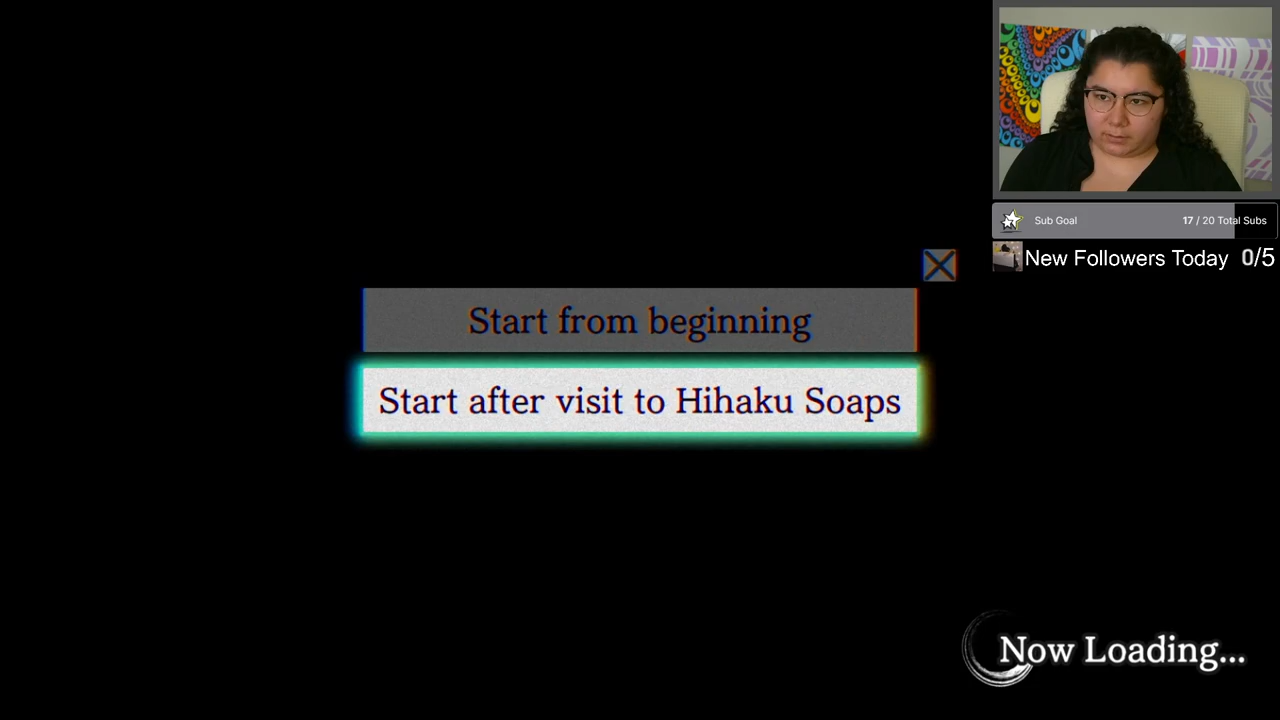 Sub Goal
17 / 20 Total Subs
New Followers Today 0/5
Start from beginning
Start after visit to Hihaku Soaps
Now Loading...